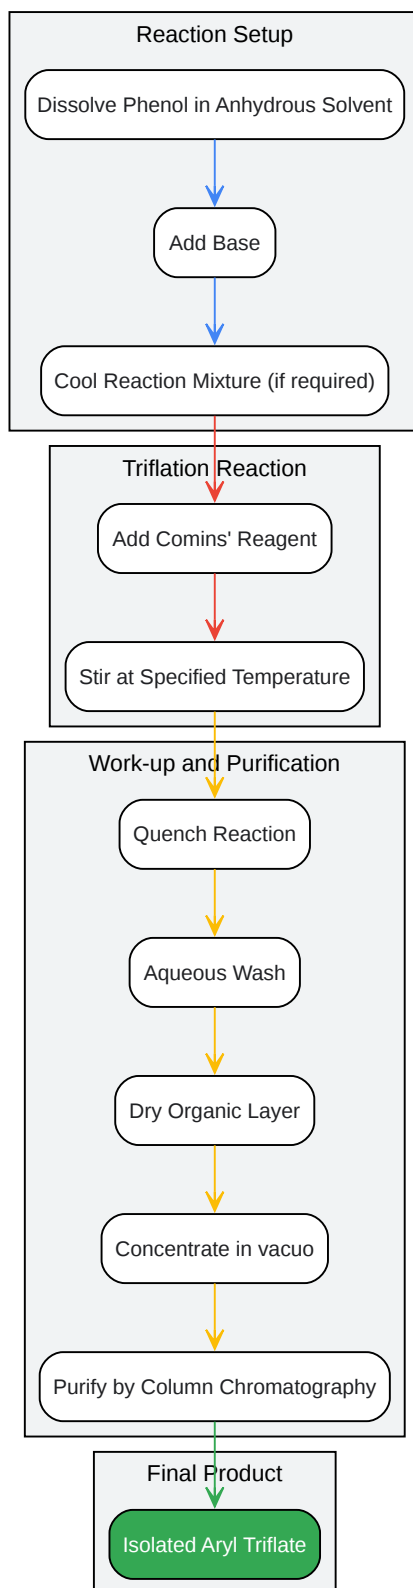 Reaction Setup
Dissolve Phenol in Anhydrous Solvent
Add Base
Cool Reaction Mixture (if required)
Triflation Reaction
Add Comins' Reagent
Stir at Specified Temperature
Work-up and Purification
Quench Reaction
Aqueous Wash
Dry Organic Layer
Concentrate in vacuo
Purify by Column Chromatography
Final Product
Isolated Aryl Triflate